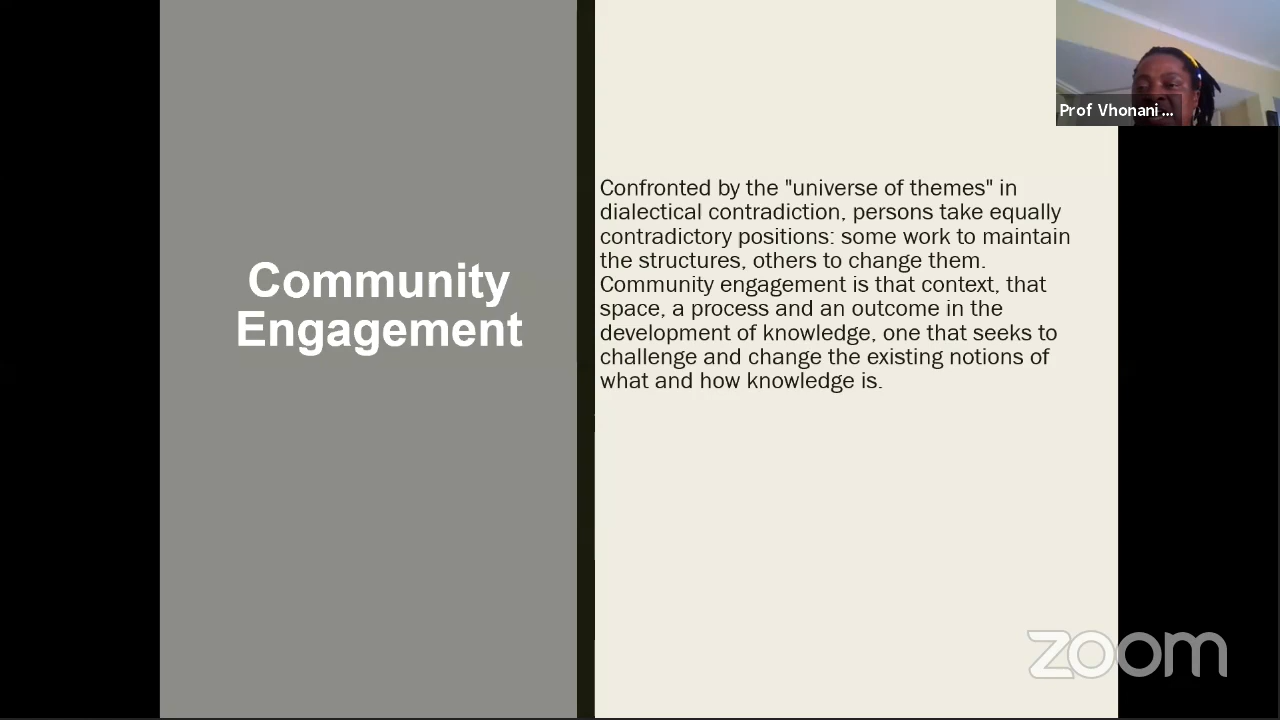 Prof Vhonani ...
Confronted by the "universe of themes" in
dialectical contradiction, persons take equally
contradictory positions: some work to maintain
the structures, others to change them.
Community engagement is that context, that
space, a process and an outcome in the
development of knowledge, one that seeks to
challenge and change the existing notions of
what and how knowledge is.
Community
Engagement
zoom